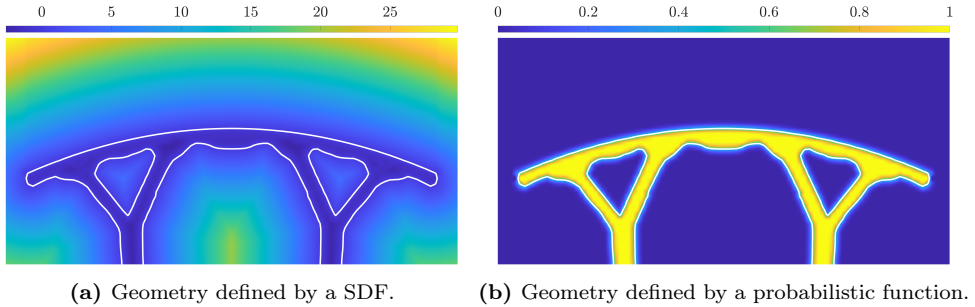 0 5 10 15 20 25
0 0.2 0.4 0.6 0.8 1
(a) Geometry defined by a SDF.
(b) Geometry defined by a probabilistic function.